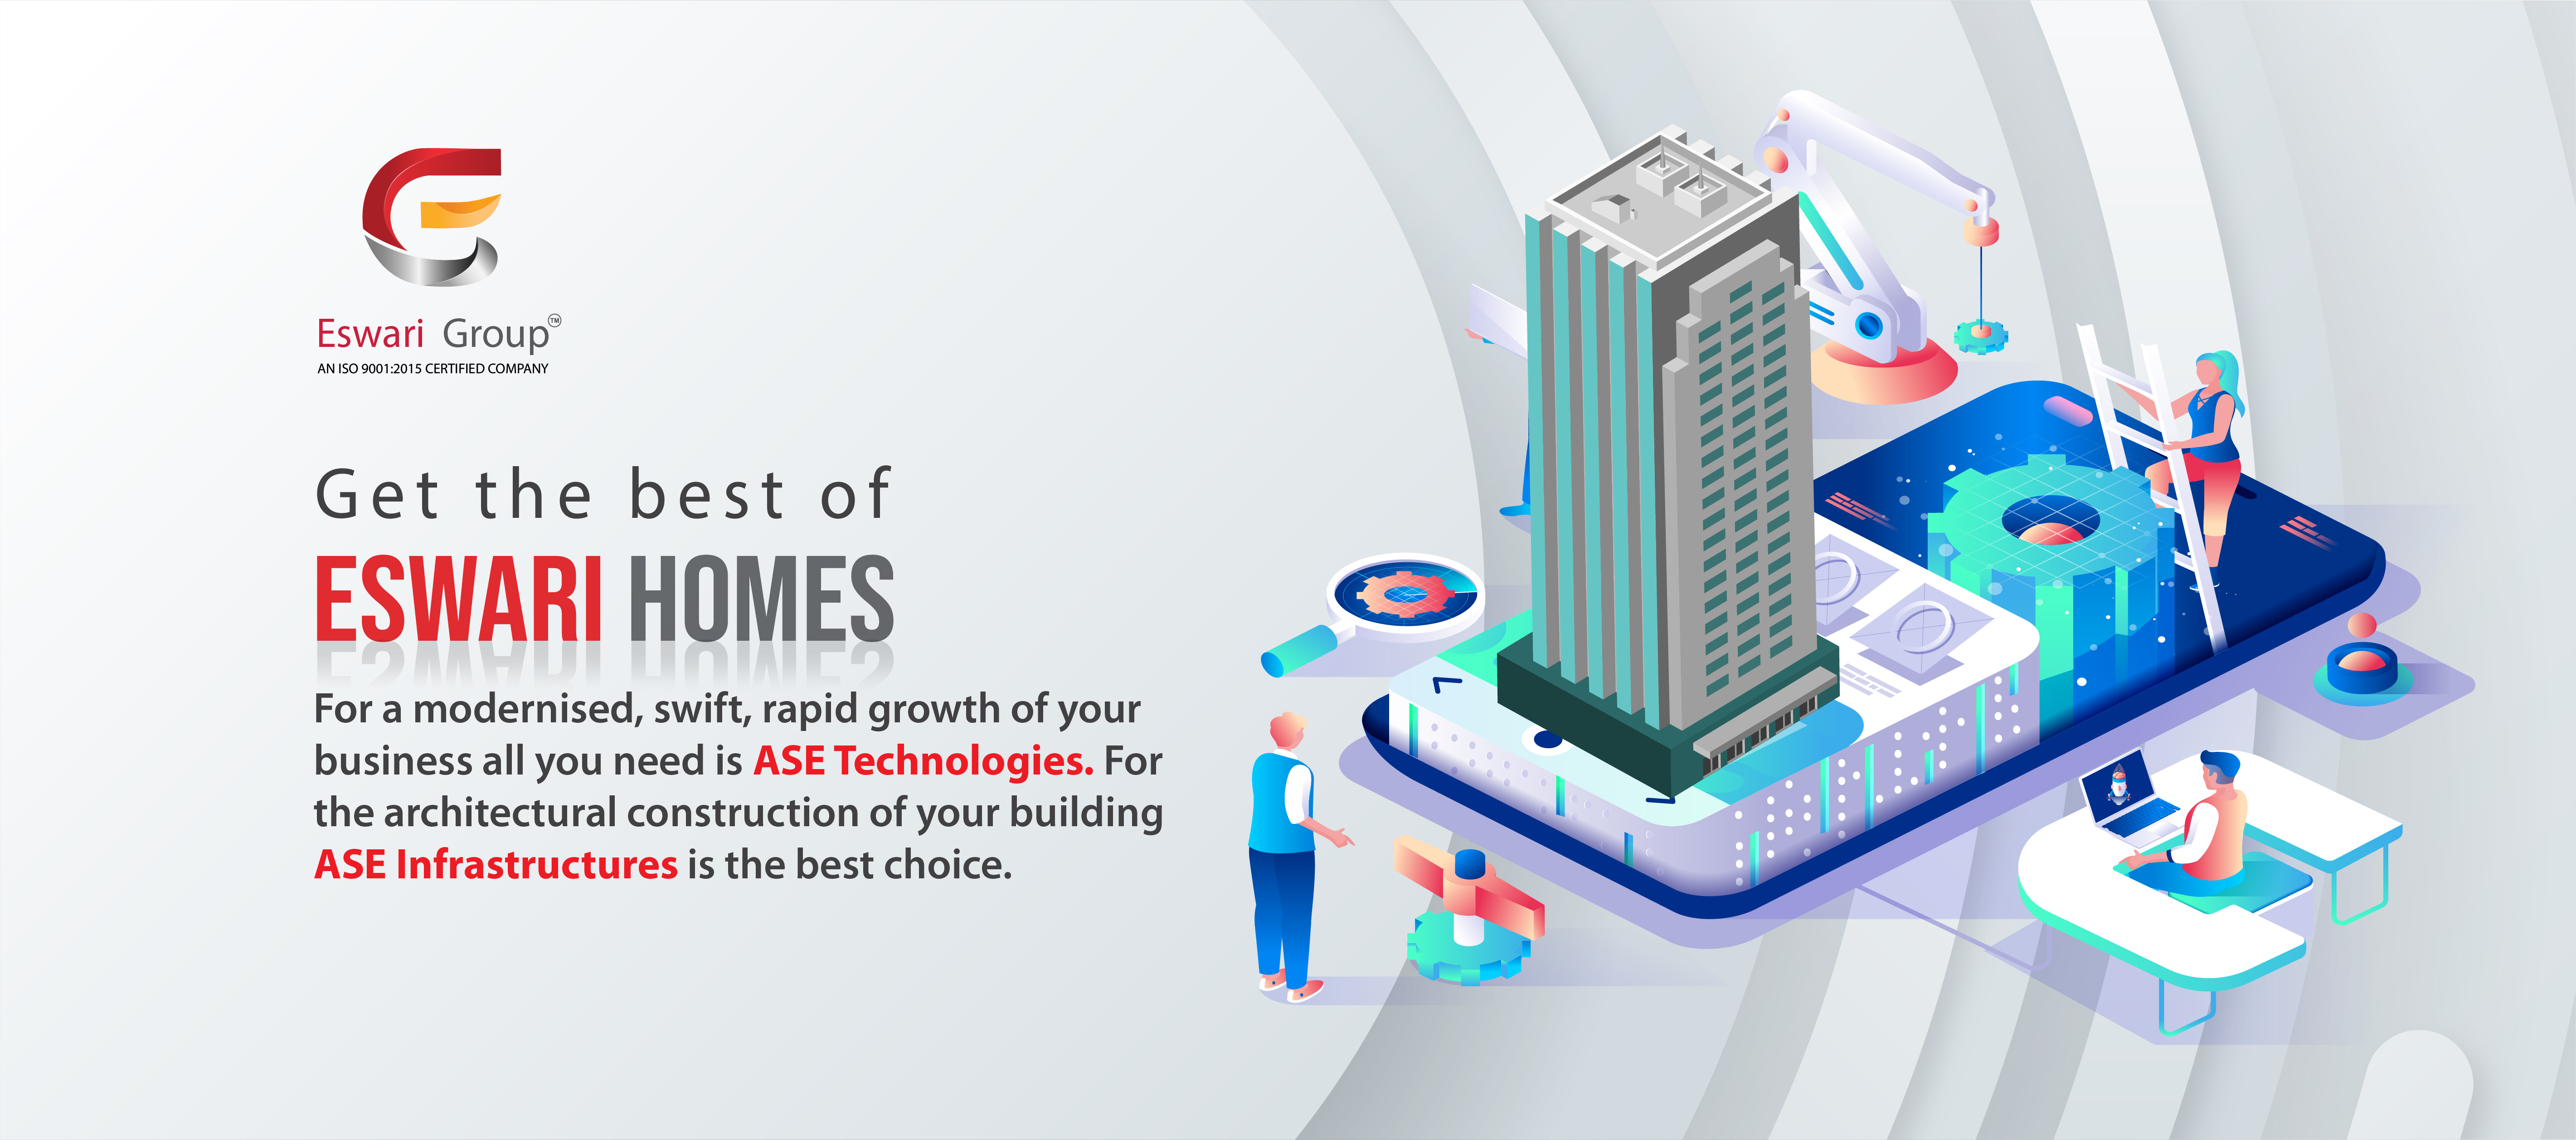 Eswari Group™
AN ISO 9001:2015 CERTIFIED COMPANY
Get the best of
ESWARI HOMES
For a modernised, swift, rapid growth of your
business all you need is ASE Technologies. For
the architectural construction of your building
ASE Infrastructures is the best choice.